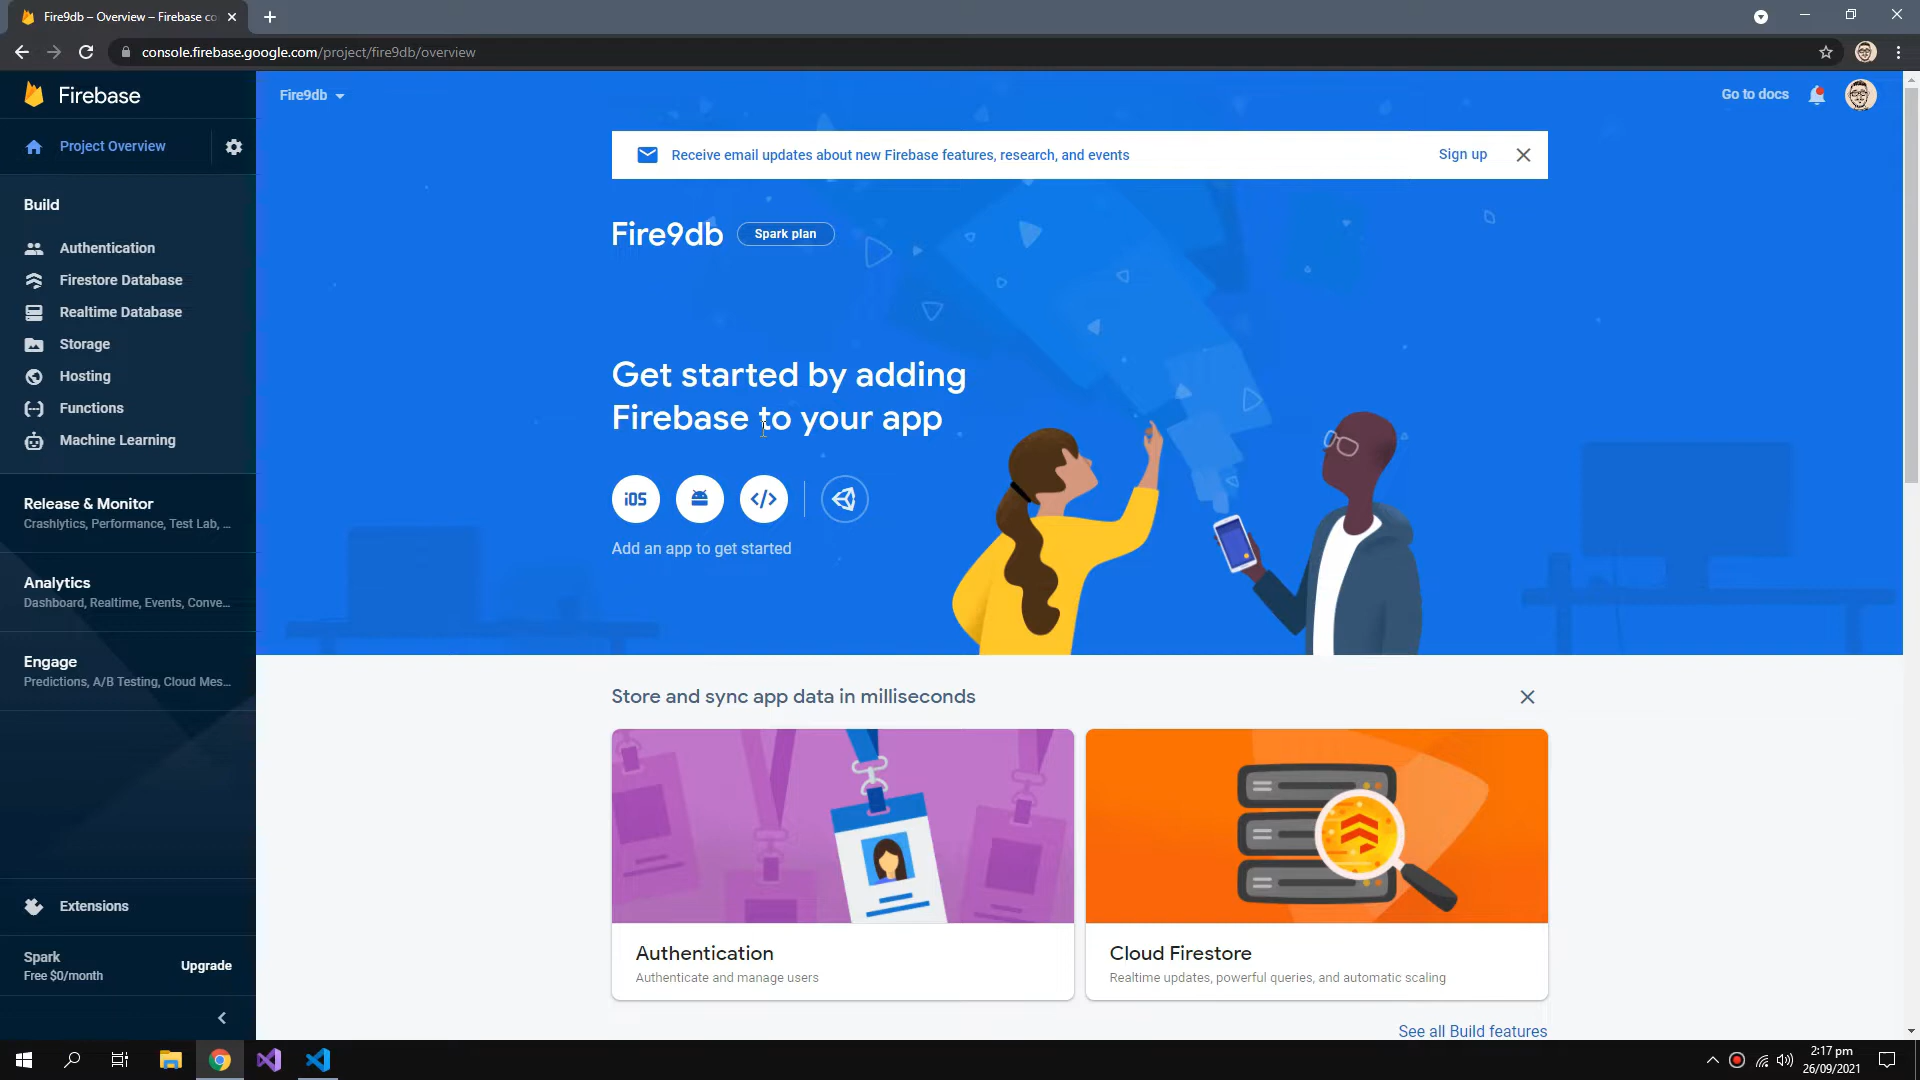 Fire9db – Overview – Firebase co
console.firebase.google.com/project/fire9db/overview
Firebase
Project Overview
Build
Authentication
Firestore Database
Realtime Database
Storage
Hosting
Functions
Machine Learning
Release & Monitor
Crashlytics, Performance, Test Lab, ...
Analytics
Dashboard, Realtime, Events, Conve...
Engage
Predictions, A/B Testing, Cloud Mes...
Extensions
Spark
Free $0/month
Upgrade
Fire9db
Go to docs
Receive email updates about new Firebase features, research, and events
Sign up
Fire9db
Spark plan
Get started by adding
Firebase to your app
iOS
Add an app to get started
Store and sync app data in milliseconds
Authentication
Authenticate and manage users
Cloud Firestore
Realtime updates, powerful queries, and automatic scaling
See all Build features
2:17 pm
26/09/2021